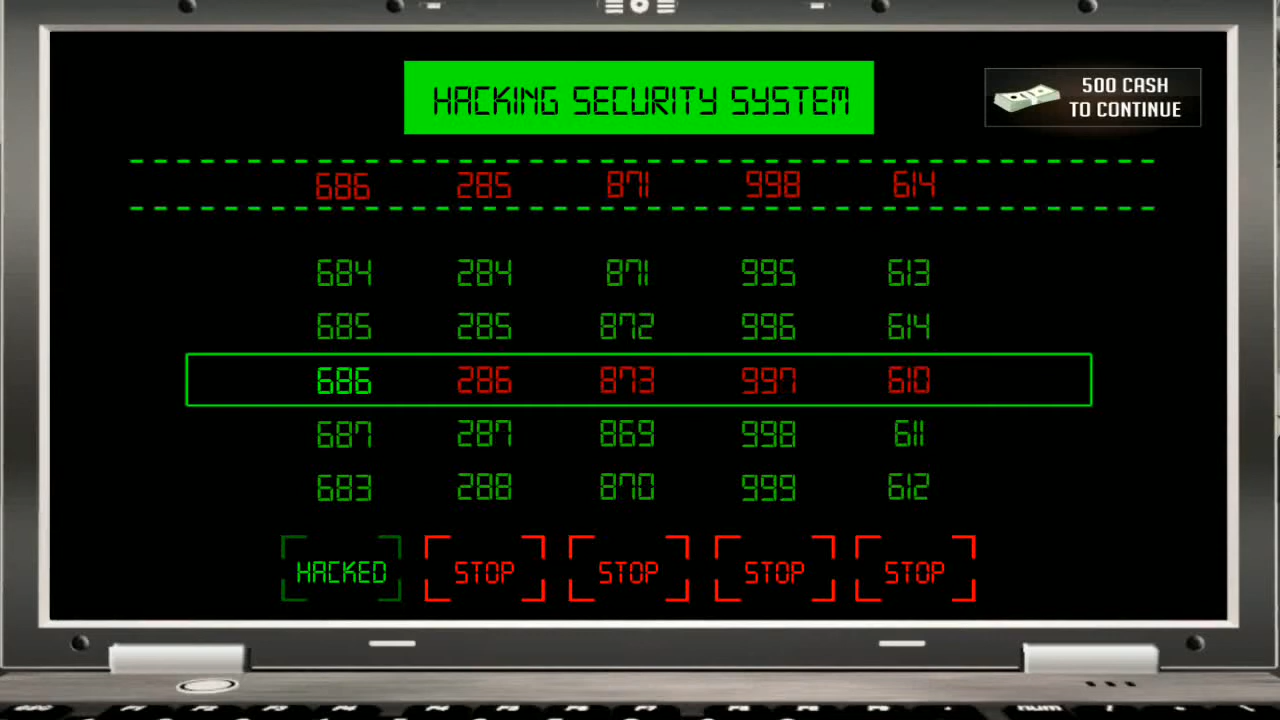 HACKING SECURITY SYSTEM
500 CASH
TO CONTINUE
686 285 871 998 614
684 284 871 995 613
685 285 872 996 614
686 286 873 997 610
687 287 869 998 611
683 288 870 999 612
HACKED STOP STOP STOP STOP